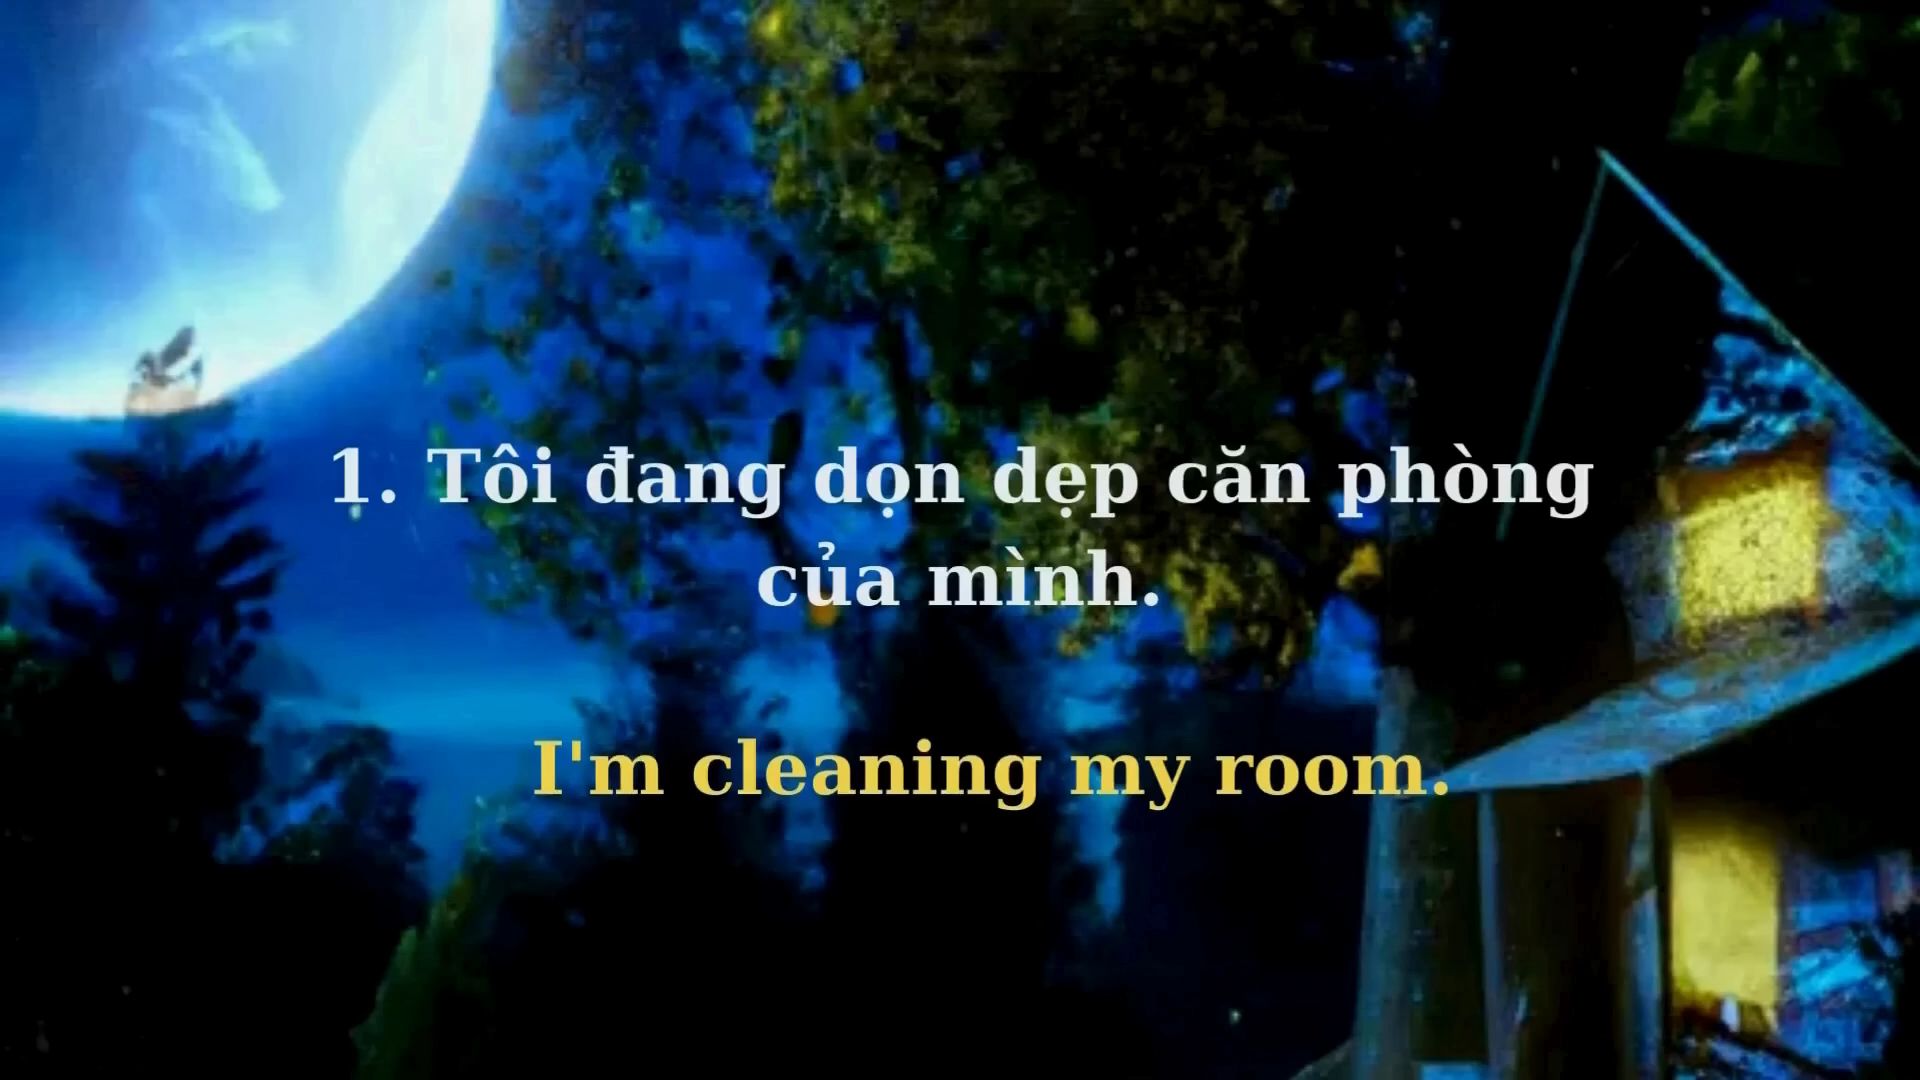 1. Tôi đang dọn dẹp căn phòng
của mình.
I'm cleaning my room.